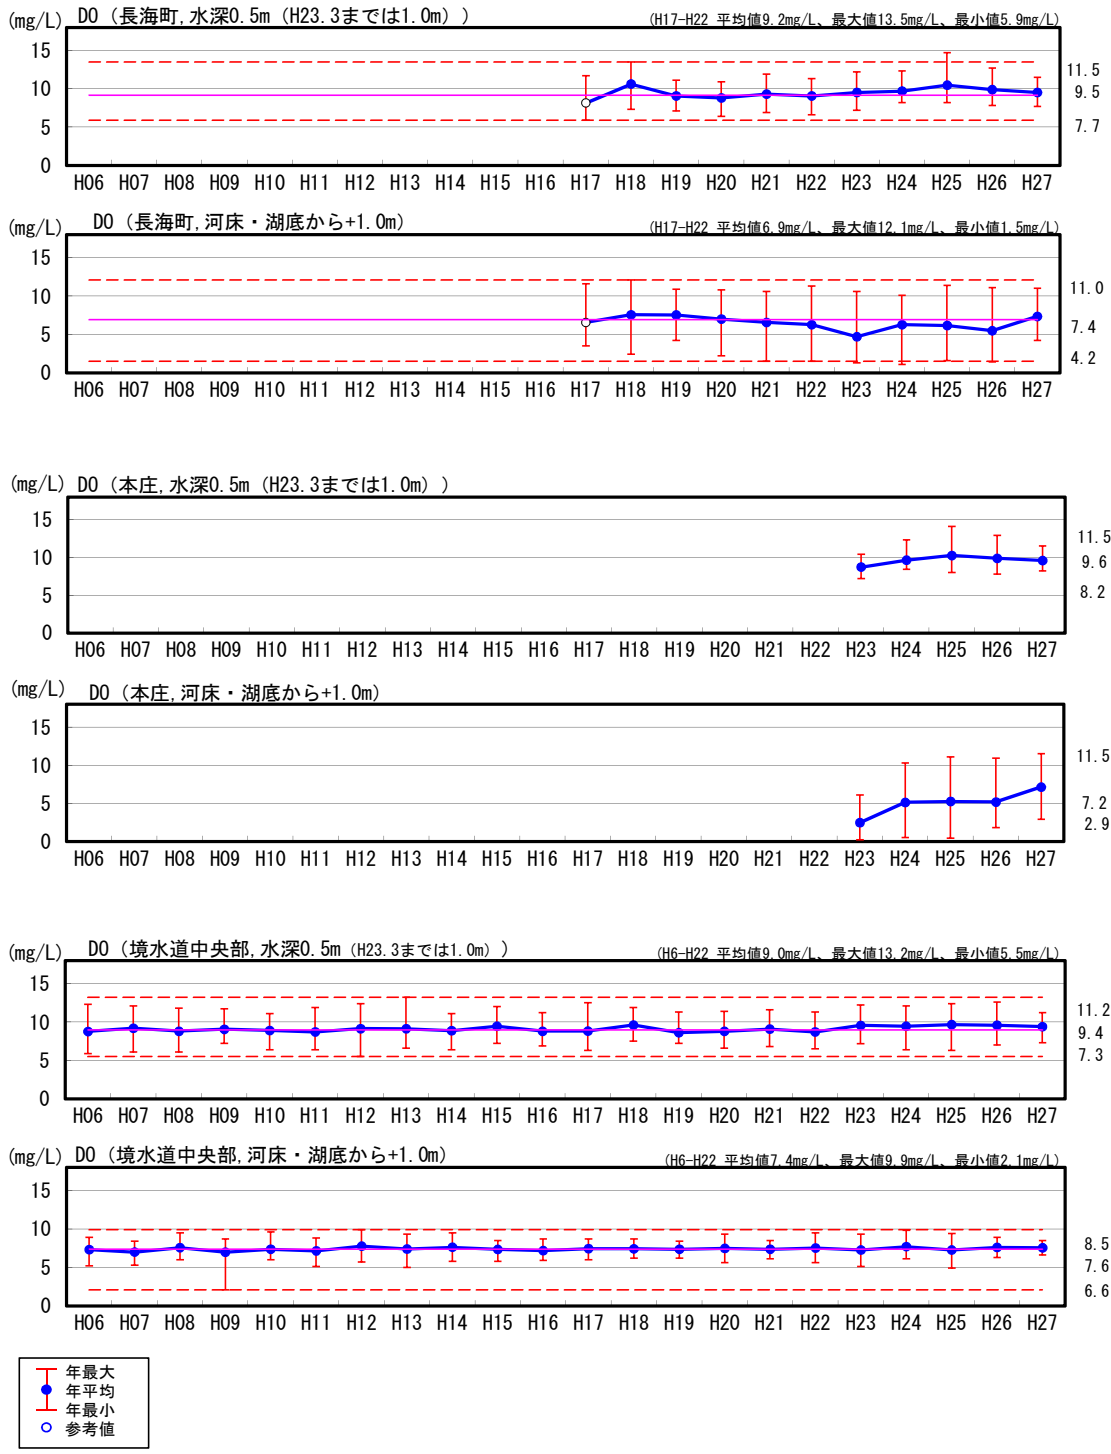 (mg/L) DO（長海町,水深0.5m（H23.3までは1.0m）） (H17-H22 平均値9.2mg/L、最大値13.5mg/L、最小値5.9mg/L)
15
11.5
10
9.5
5
7.7
0
H06 H07 H08 H09 H10 H11 H12 H13 H14 H15 H16 H17 H18 H19 H20 H21 H22 H23 H24 H25 H26 H27
(mg/L) DO（長海町,河床・湖底から+1.0m） (H17-H22 平均値6.9mg/L、最大値12.1mg/L、最小値1.5mg/L)
15
11.0
10
7.4
5
4.2
0
H06 H07 H08 H09 H10 H11 H12 H13 H14 H15 H16 H17 H18 H19 H20 H21 H22 H23 H24 H25 H26 H27
(mg/L) DO（本庄,水深0.5m（H23.3までは1.0m））
15
11.5
10
9.6
5
8.2
0
H06 H07 H08 H09 H10 H11 H12 H13 H14 H15 H16 H17 H18 H19 H20 H21 H22 H23 H24 H25 H26 H27
(mg/L) DO（本庄,河床・湖底から+1.0m）
15
11.5
10
7.2
5
2.9
0
H06 H07 H08 H09 H10 H11 H12 H13 H14 H15 H16 H17 H18 H19 H20 H21 H22 H23 H24 H25 H26 H27
(mg/L) DO（境水道中央部,水深0.5m（H23.3までは1.0m）） (H6-H22 平均値9.0mg/L、最大値13.2mg/L、最小値5.5mg/L)
15
11.2
10
9.4
5
7.3
0
H06 H07 H08 H09 H10 H11 H12 H13 H14 H15 H16 H17 H18 H19 H20 H21 H22 H23 H24 H25 H26 H27
(mg/L) DO（境水道中央部,河床・湖底から+1.0m） (H6-H22 平均値7.4mg/L、最大値9.9mg/L、最小値2.1mg/L)
15
10
8.5
7.6
5
6.6
0
H06 H07 H08 H09 H10 H11 H12 H13 H14 H15 H16 H17 H18 H19 H20 H21 H22 H23 H24 H25 H26 H27
年最大
年平均
年最小
参考値